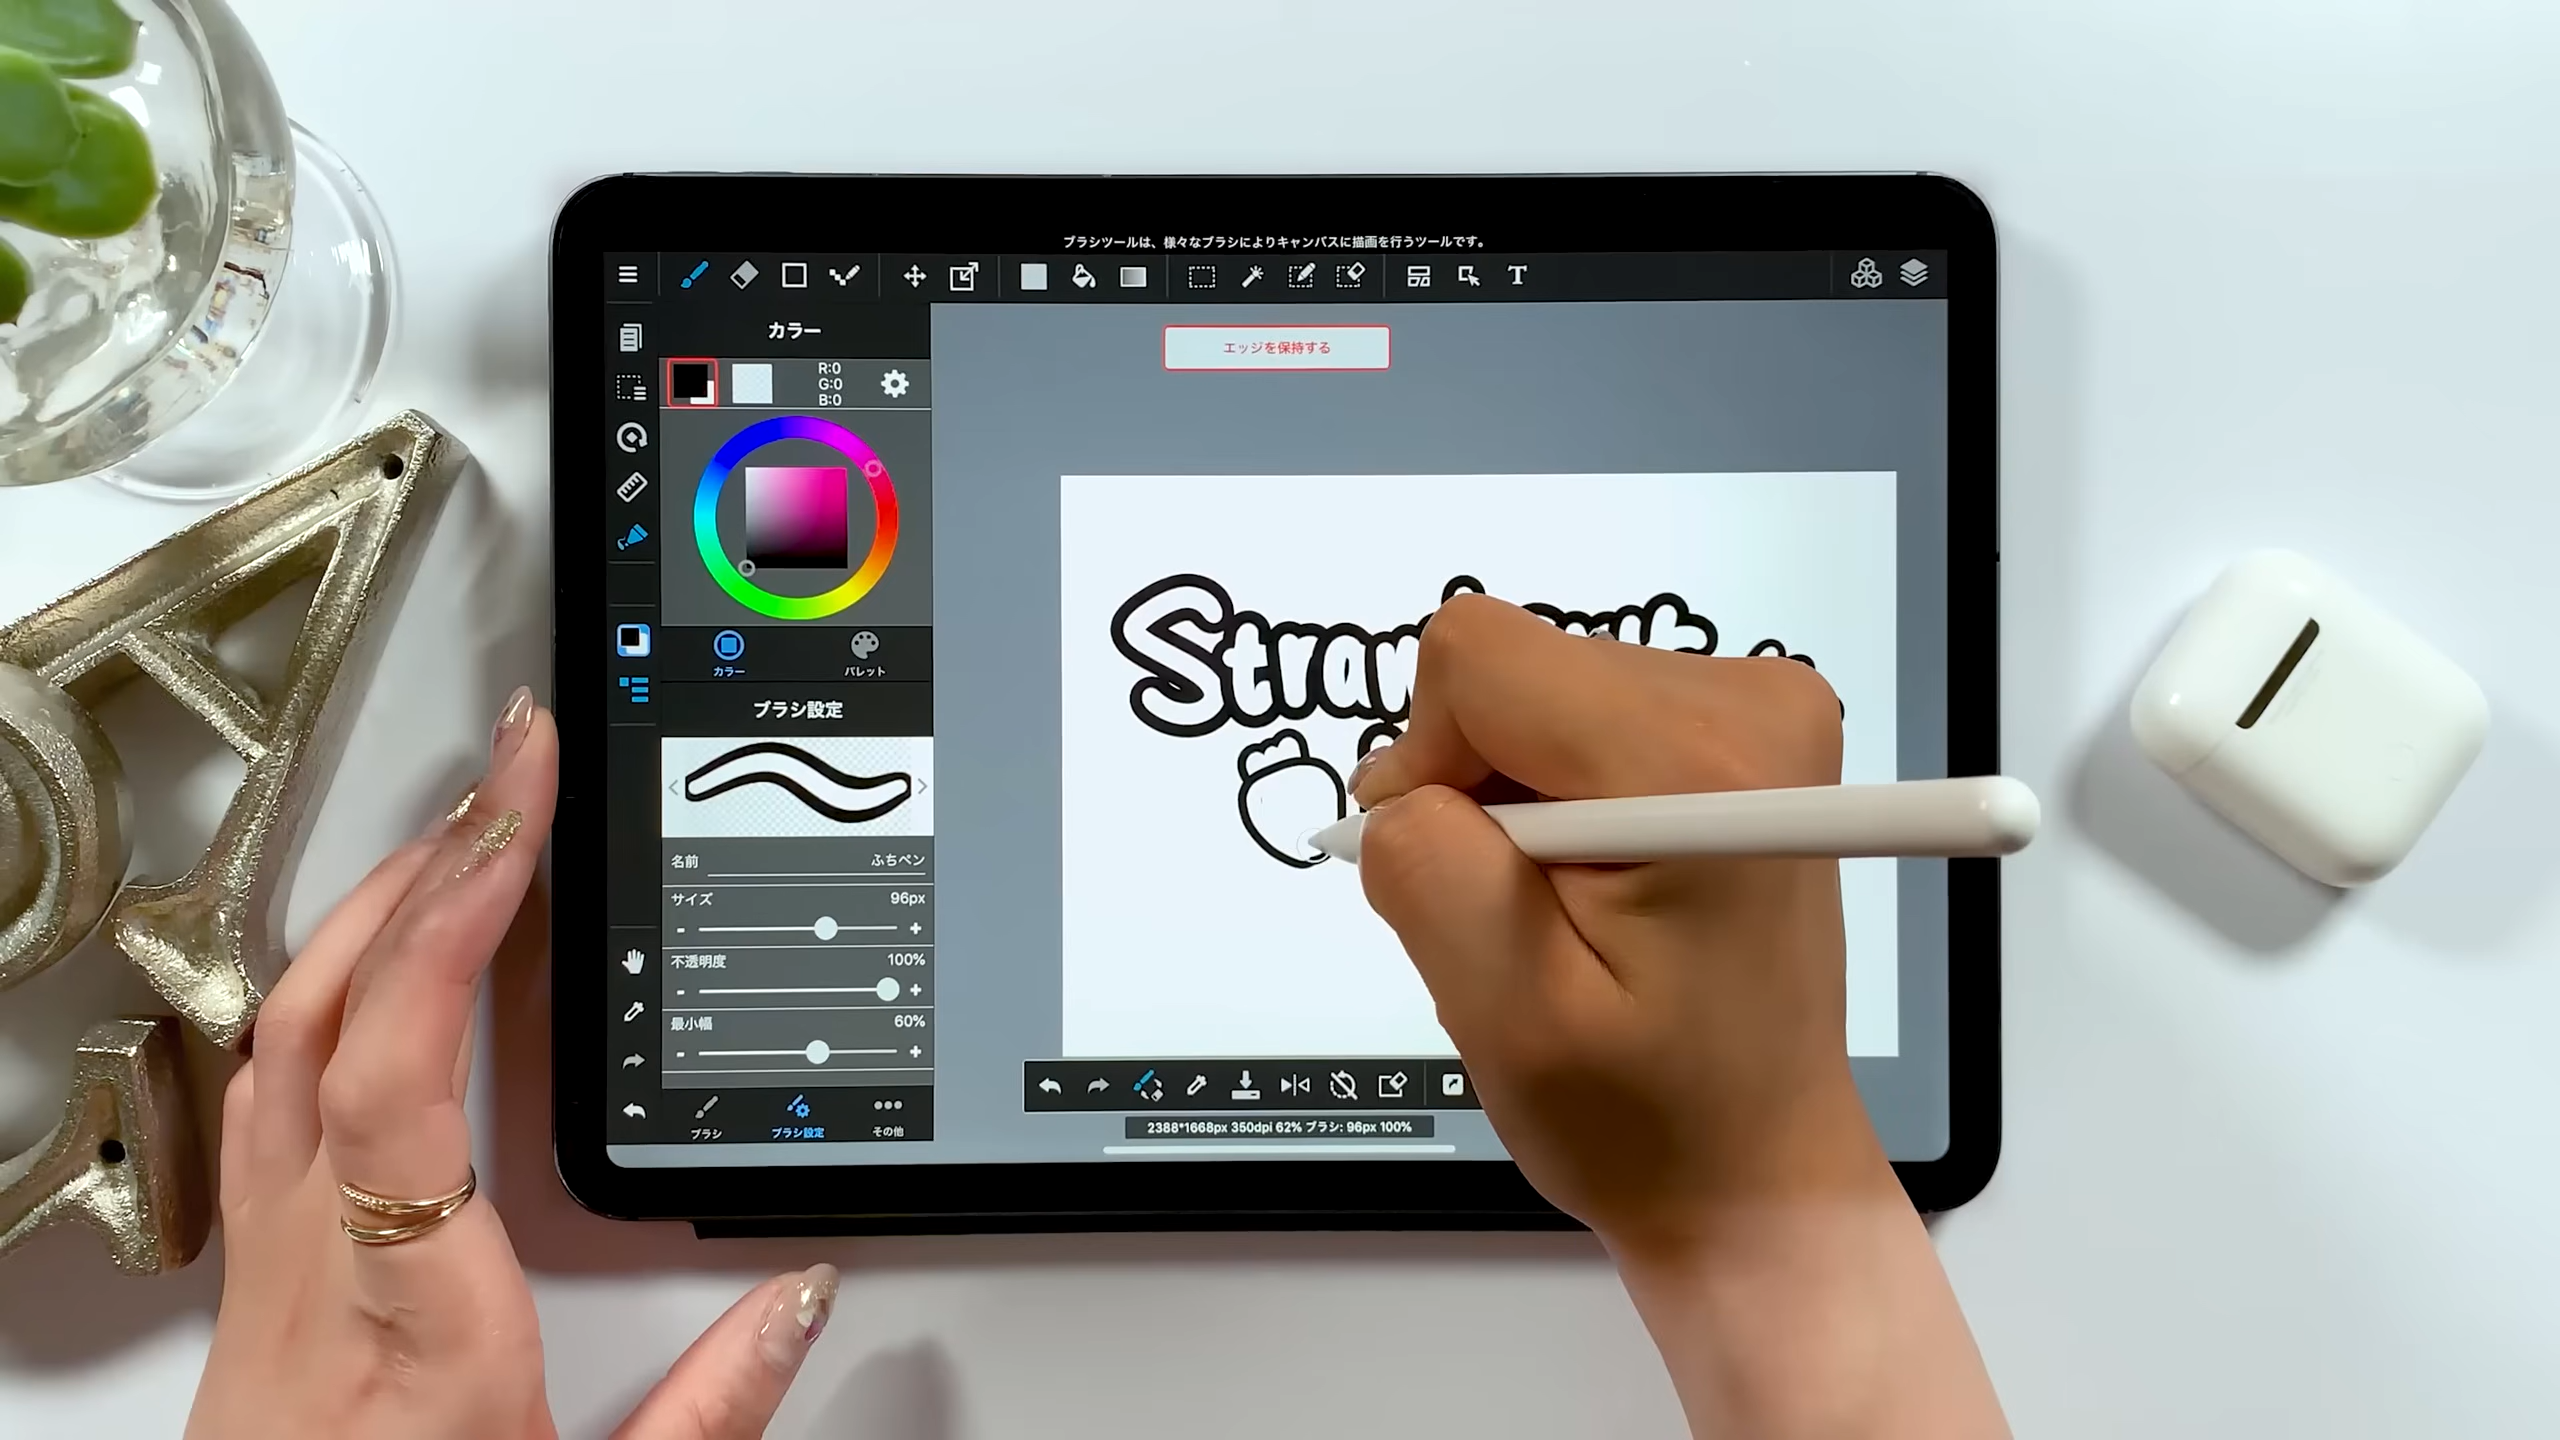 ブラシツールは、様々なブラシによりキャンバスに描画を行うツールです。
T
カラー
エッジを保持する
R:0
G:0
B:0
カラー
パレット
ブラシ設定
名前 ふちペン
サイズ 96px
不透明度 100%
最小幅 60%
ブラシ
ブラシ設定
その他
2388*1668px 350dpi 62% ブラシ: 96px 100%